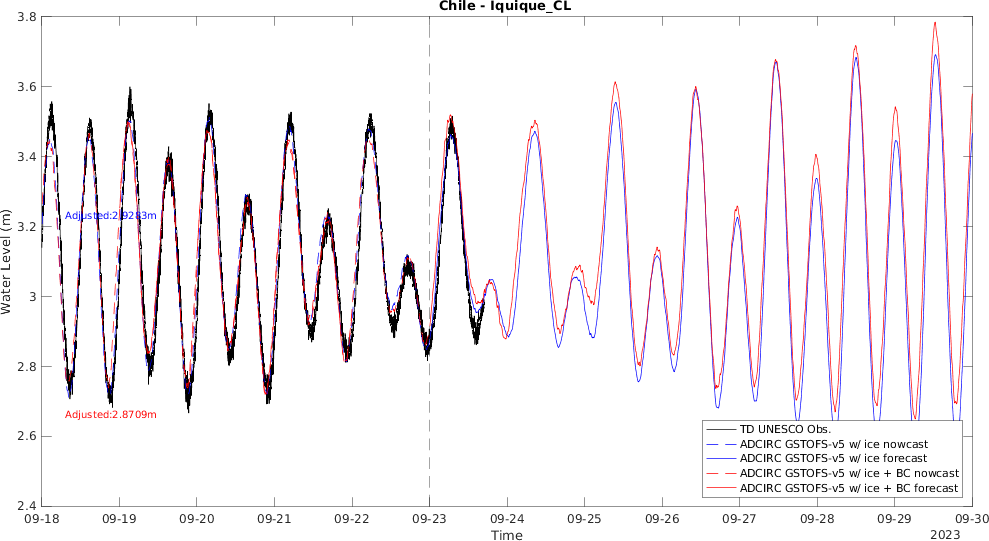 Chile - Iquique_CL
3.8
3.6
3.4
3.2
3
2.8
2.6
2.4
Water Level (m)
Adjusted:2.9283m
Adjusted:2.8709m
TD UNESCO Obs.
ADCIRC GSTOFS-v5 w/ ice nowcast
ADCIRC GSTOFS-v5 w/ ice forecast
ADCIRC GSTOFS-v5 w/ ice + BC nowcast
ADCIRC GSTOFS-v5 w/ ice + BC forecast
09-18 09-19 09-20 09-21 09-22 09-23 09-24 09-25 09-26 09-27 09-28 09-29 09-30
Time
2023